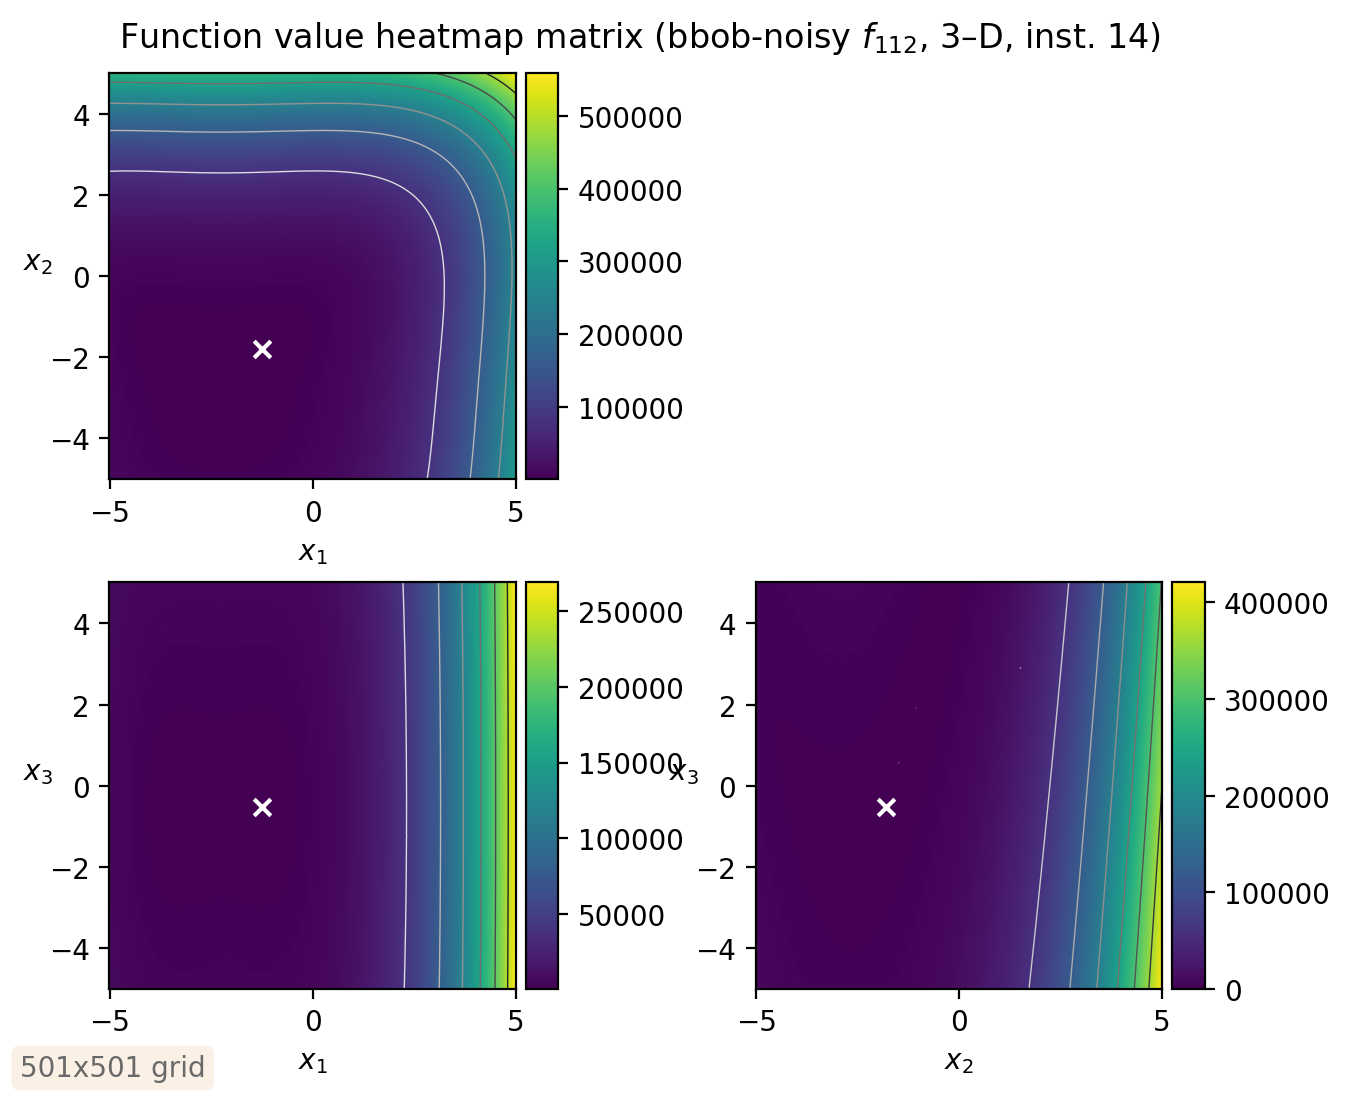 Function value heatmap matrix (bbob-noisy f₁₁₂, 3–D, inst. 14)
4
2
0
−2
−4
x₂
−5 0 5
x₁
500000
400000
300000
200000
100000
4
2
0
−2
−4
x₃
−5 0 5
x₁
250000
200000
150000
100000
50000
4
2
0
−2
−4
x₃
−5 0 5
x₂
400000
300000
200000
100000
0
501x501 grid